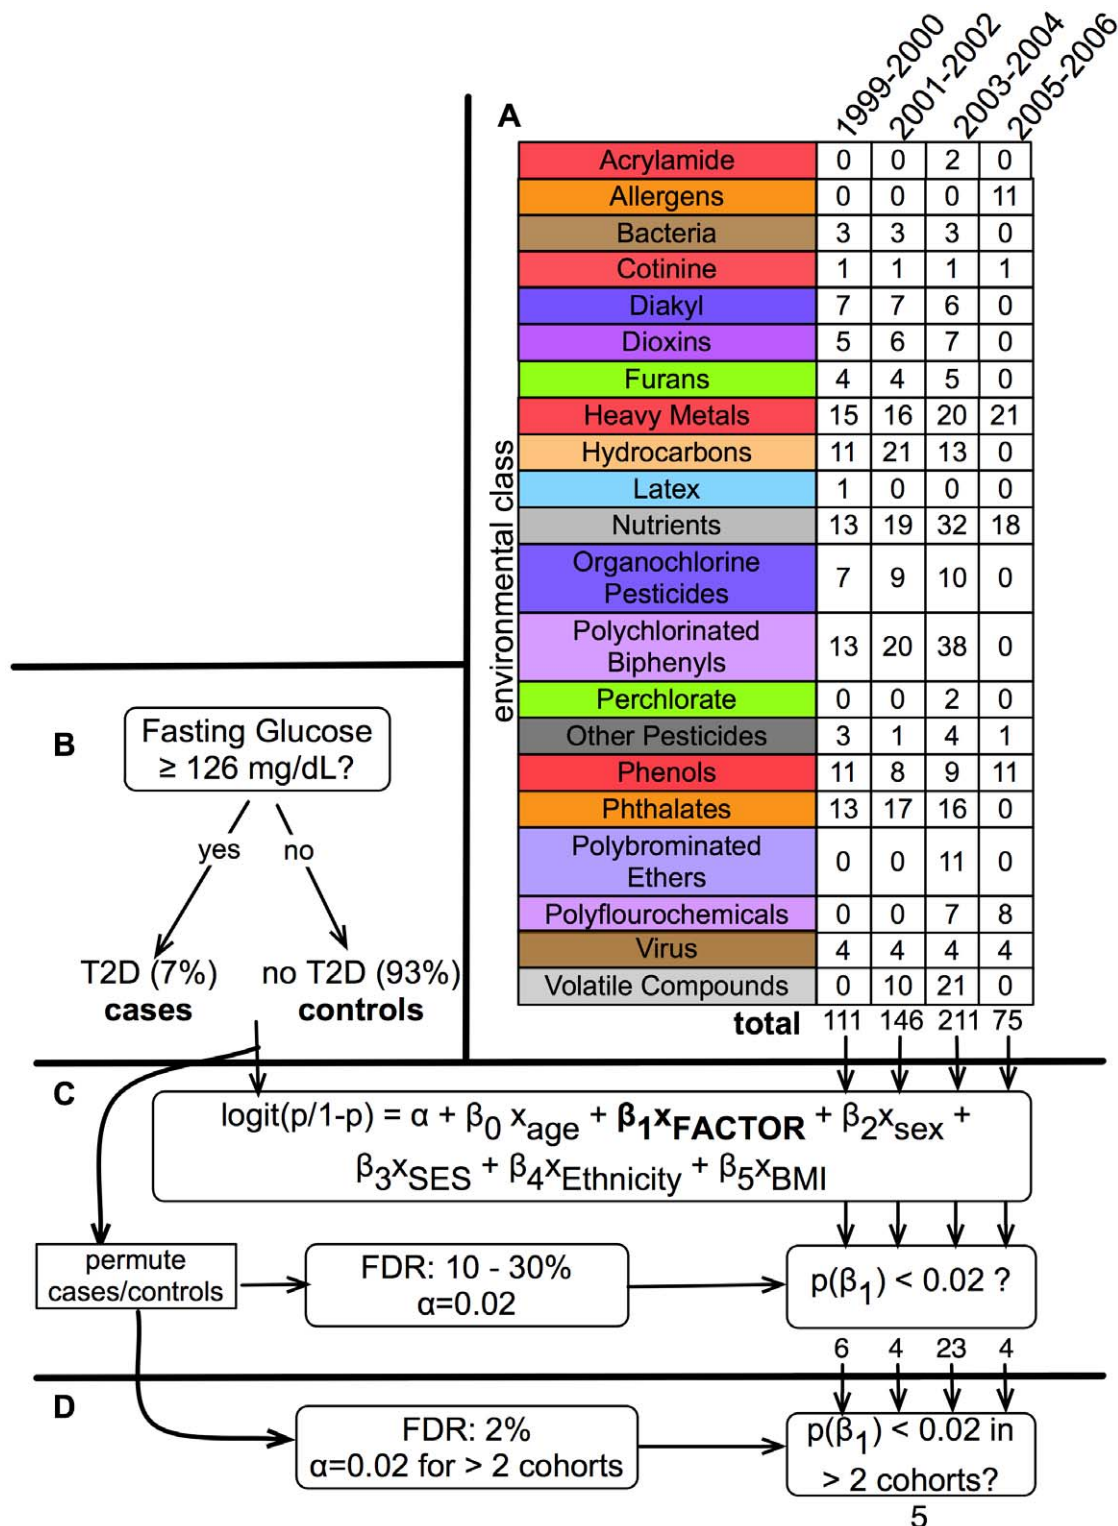 A
1999-2000 2001-2002 2003-2004 2005-2006
environmental class
Acrylamide 0 0 2 0
Allergens 0 0 0 11
Bacteria 3 3 3 0
Cotinine 1 1 1 1
Diakyl 7 7 6 0
Dioxins 5 6 7 0
Furans 4 4 5 0
Heavy Metals 15 16 20 21
Hydrocarbons 11 21 13 0
Latex 1 0 0 0
Nutrients 13 19 32 18
Organochlorine
Pesticides 7 9 10 0
Polychlorinated
Biphenyls 13 20 38 0
Perchlorate 0 0 2 0
Other Pesticides 3 1 4 1
Phenols 11 8 9 11
Phthalates 13 17 16 0
Polybrominated
Ethers 0 0 11 0
Polyflourochemicals 0 0 7 8
Virus 4 4 4 4
Volatile Compounds 0 10 21 0
total 111 146 211 75
B
Fasting Glucose
≥ 126 mg/dL?
yes no
T2D (7%) no T2D (93%)
cases controls
C
logit(p/1-p) = α + β0 xage + β1xFACTOR + β2xsex +
β3xSES + β4xEthnicity + β5xBMI
permute
cases/controls
FDR: 10 - 30%
α=0.02
p(β1) < 0.02 ?
6 4 23 4
D
FDR: 2%
α=0.02 for > 2 cohorts
p(β1) < 0.02 in
> 2 cohorts?
5